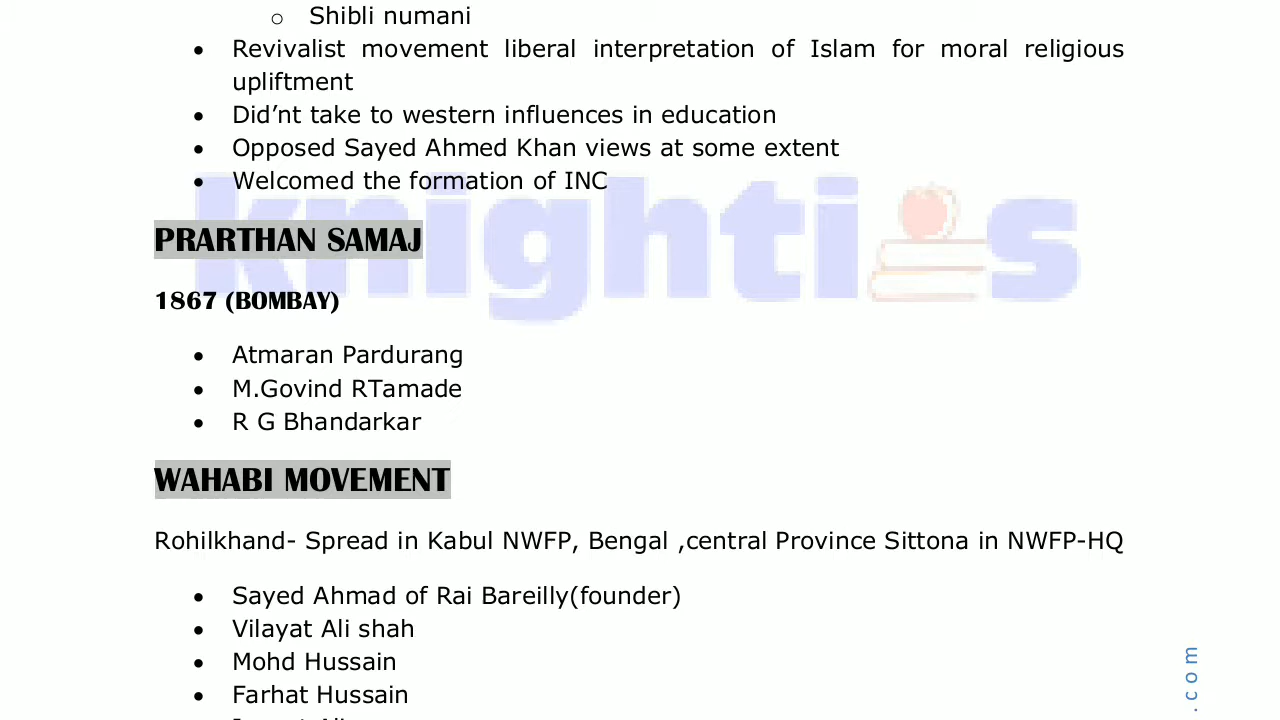 Shibli numani
Revivalist movement liberal interpretation of Islam for moral religious
upliftment
Did’nt take to western influences in education
Opposed Sayed Ahmed Khan views at some extent
Welcomed the formation of INC
knightis
PRARTHAN SAMAJ
1867 (BOMBAY)
Atmaran Pardurang
M.Govind RTamade
R G Bhandarkar
WAHABI MOVEMENT
Rohilkhand- Spread in Kabul NWFP, Bengal ,central Province Sittona in NWFP-HQ
Sayed Ahmad of Rai Bareilly(founder)
Vilayat Ali shah
Mohd Hussain
Farhat Hussain
.com